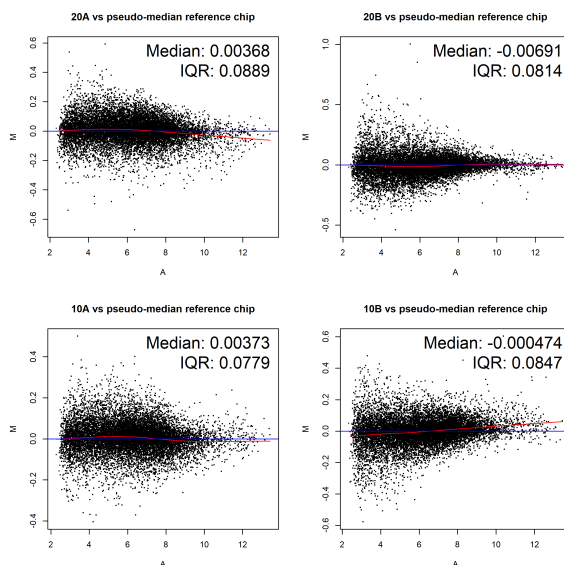 20A vs pseudo-median reference chip
Median: 0.00368
IQR: 0.0889
M
0.6
0.4
0.2
0.0
-0.2
-0.4
-0.6
2 4 6 8 10 12
A
20B vs pseudo-median reference chip
Median: -0.00691
IQR: 0.0814
M
1.0
0.5
0.0
-0.5
2 4 6 8 10 12
A
10A vs pseudo-median reference chip
Median: 0.00373
IQR: 0.0779
M
0.4
0.2
0.0
-0.2
-0.4
2 4 6 8 10 12
A
10B vs pseudo-median reference chip
Median: -0.000474
IQR: 0.0847
M
0.6
0.4
0.2
0.0
-0.2
-0.4
-0.6
2 4 6 8 10 12
A